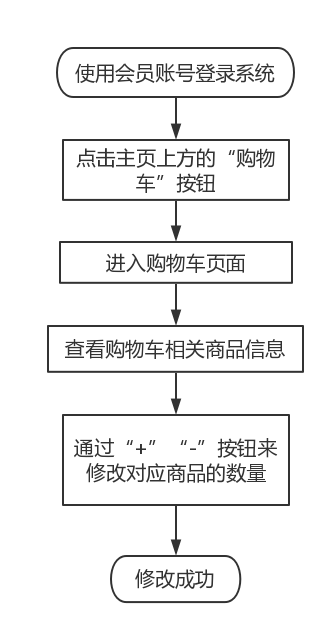 使用会员账号登录系统
点击主页上方的“购物
车”按钮
进入购物车页面
查看购物车相关商品信息
通过“+”“-”按钮来
修改对应商品的数量
修改成功